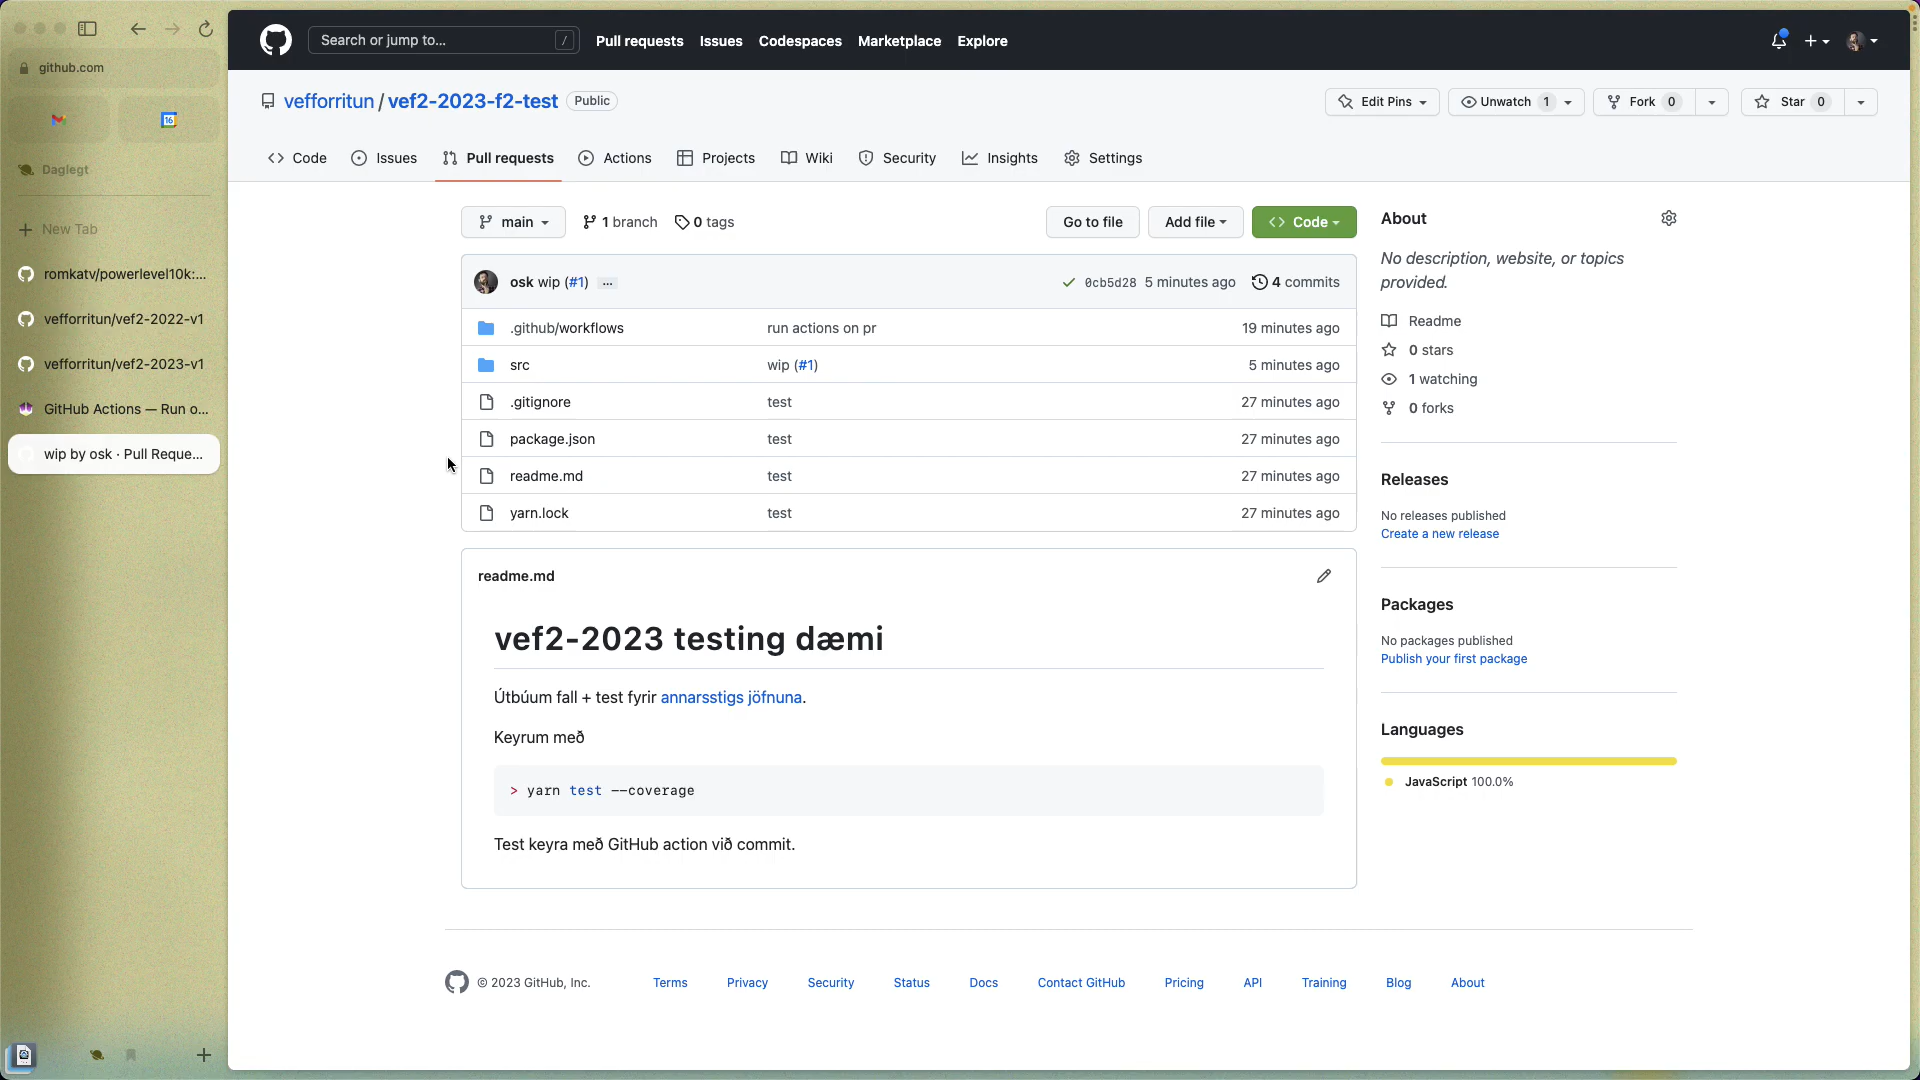 github.com
16
Daglegt
New Tab
romkatv/powerlevel10k:...
vefforritun/vef2-2022-v1
vefforritun/vef2-2023-v1
GitHub Actions — Run o...
wip by osk · Pull Reque...
Search or jump to... /
Pull requests Issues Codespaces Marketplace Explore
vefforritun / vef2-2023-f2-test Public
Edit Pins Unwatch 1 Fork 0 Star 0
Code Issues Pull requests Actions Projects Wiki Security Insights Settings
main 1 branch 0 tags Go to file Add file Code
osk wip (#1) ... 0cb5d28 5 minutes ago 4 commits
.github/workflows run actions on pr 19 minutes ago
src wip (#1) 5 minutes ago
.gitignore test 27 minutes ago
package.json test 27 minutes ago
readme.md test 27 minutes ago
yarn.lock test 27 minutes ago
readme.md
vef2-2023 testing dæmi
Útbúum fall + test fyrir annarsstigs jöfnuna.
Keyrum með
> yarn test --coverage
Test keyra með GitHub action við commit.
About
No description, website, or topics
provided.
Readme
0 stars
1 watching
0 forks
Releases
No releases published
Create a new release
Packages
No packages published
Publish your first package
Languages
JavaScript 100.0%
© 2023 GitHub, Inc. Terms Privacy Security Status Docs Contact GitHub Pricing API Training Blog About